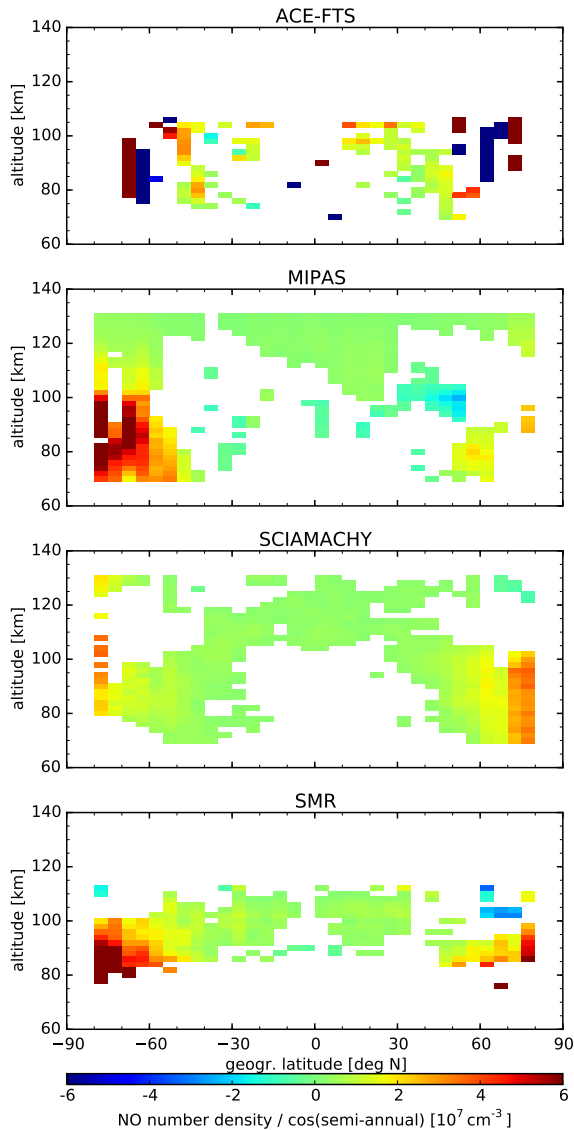 ACE-FTS
140
120
100
80
60
altitude [km]
MIPAS
140
120
100
80
60
altitude [km]
SCIAMACHY
140
120
100
80
60
altitude [km]
SMR
140
120
100
80
60
altitude [km]
−90 −60 −30 0 30 60 90
geogr. latitude [deg N]
-6 -4 -2 0 2 4 6
NO number density / cos(semi-annual) [10⁷ cm⁻³]